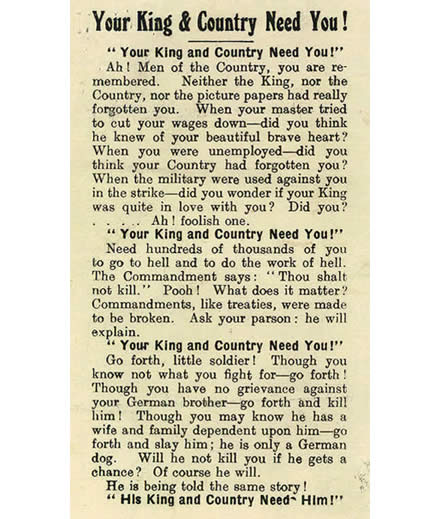 Your King & Country Need You!
"Your King and Country Need You!"
Ah! Men of the Country, you are re-
membered. Neither the King, nor the
Country, nor the picture papers had really
forgotten you. When your master tried
to cut your wages down—did you think
he knew of your beautiful brave heart?
When you were unemployed—did you
think your Country had forgotten you?
When the military were used against you
in the strike—did you wonder if your King
was quite in love with you? Did you?
. . . . Ah! foolish one.
"Your King and Country Need You!"
Need hundreds of thousands of you
to go to hell and to do the work of hell.
The Commandment says: "Thou shalt
not kill." Pooh! What does it matter?
Commandments, like treaties, were made
to be broken. Ask your parson: he will
explain.
"Your King and Country Need You!"
Go forth, little soldier! Though you
know not what you fight for—go forth!
Though you have no grievance against
your German brother—go forth and kill
him! Though you may know he has a
wife and family dependent upon him—go
forth and slay him; he is only a German
dog. Will he not kill you if he gets a
chance? Of course he will.
He is being told the same story!
"His King and Country Need Him!"